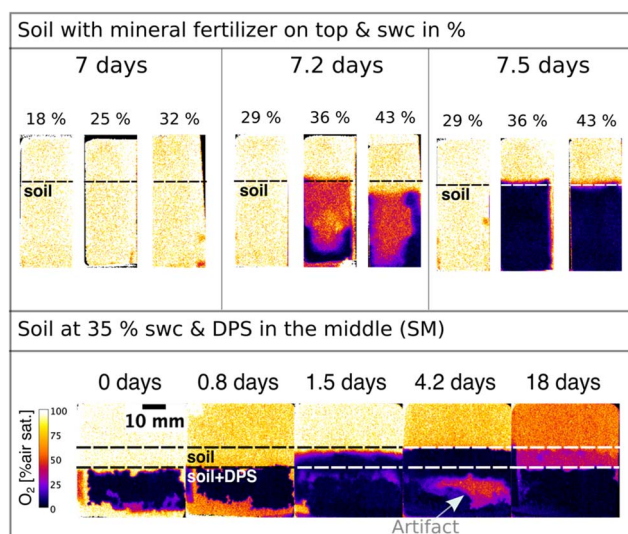 Soil with mineral fertilizer on top & swc in %
7 days
7.2 days
7.5 days
18 % 25 % 32 %
29 % 36 % 43 %
29 % 36 % 43 %
soil
soil
soil
Soil at 35 % swc & DPS in the middle (SM)
0 days 0.8 days 1.5 days 4.2 days 18 days
O₂ [%air sat.]
100
75
50
25
0
10 mm
soil
soil+DPS
Artifact